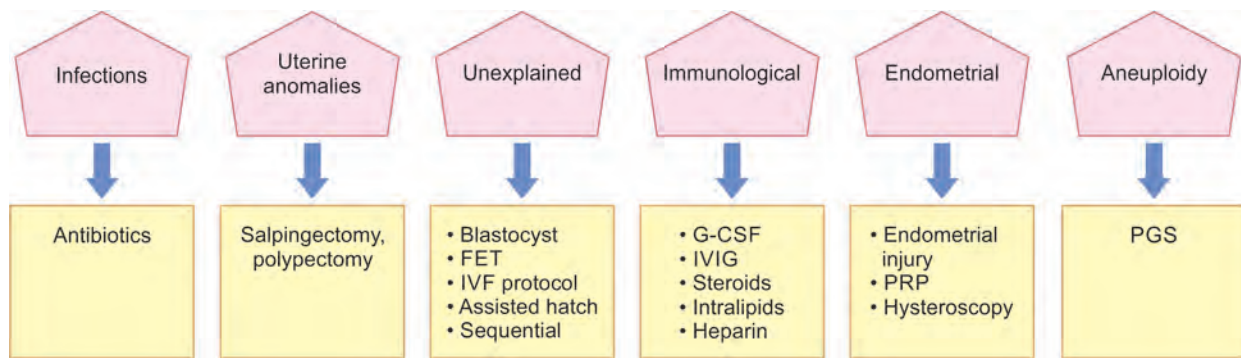 Infections
Uterine
anomalies
Unexplained
Immunological
Endometrial
Aneuploidy
Antibiotics
Salpingectomy,
polypectomy
• Blastocyst
• FET
• IVF protocol
• Assisted hatch
• Sequential
• G-CSF
• IVIG
• Steroids
• Intralipids
• Heparin
• Endometrial
injury
• PRP
• Hysteroscopy
PGS